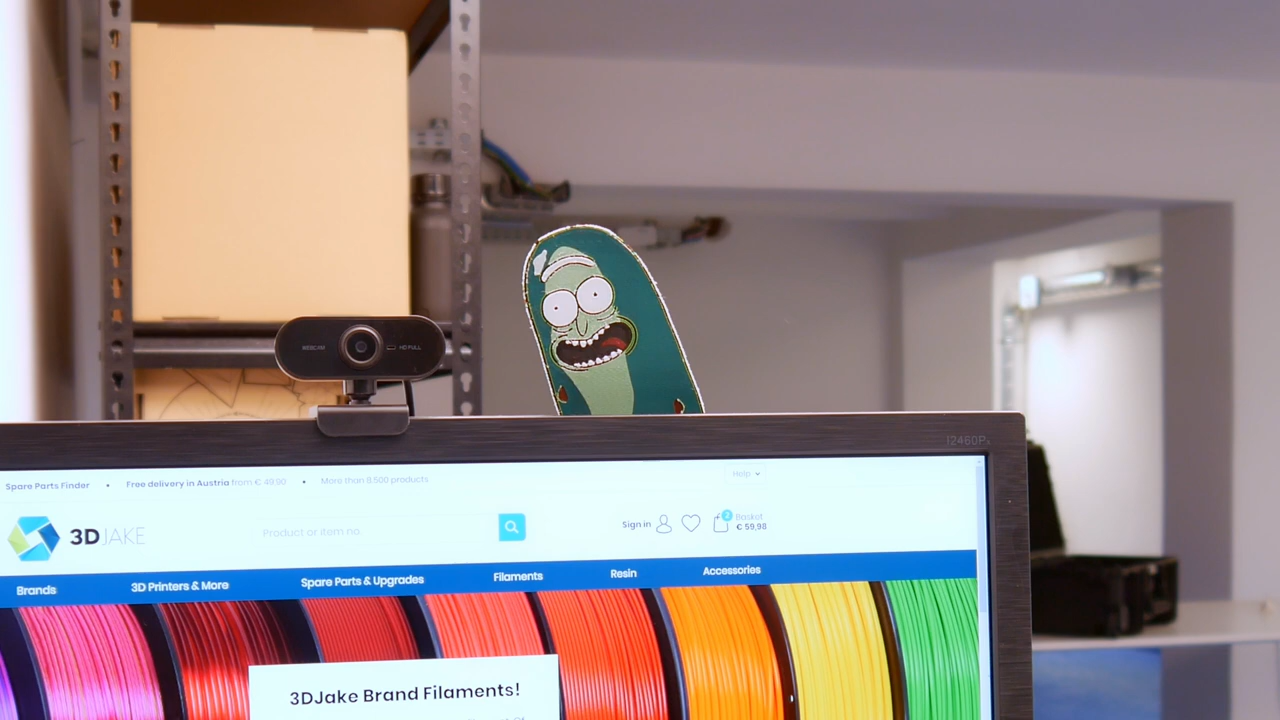 WEBCAM
HD FULL
I2460P
Spare Parts Finder • Free delivery in Austria from € 49,90 • More than 8.500 products
Help
3DJAKE
Product or item no.
Sign in
2
Basket
€ 59,98
Brands 3D Printers & More Spare Parts & Upgrades Filaments Resin Accessories
3DJake Brand Filaments!